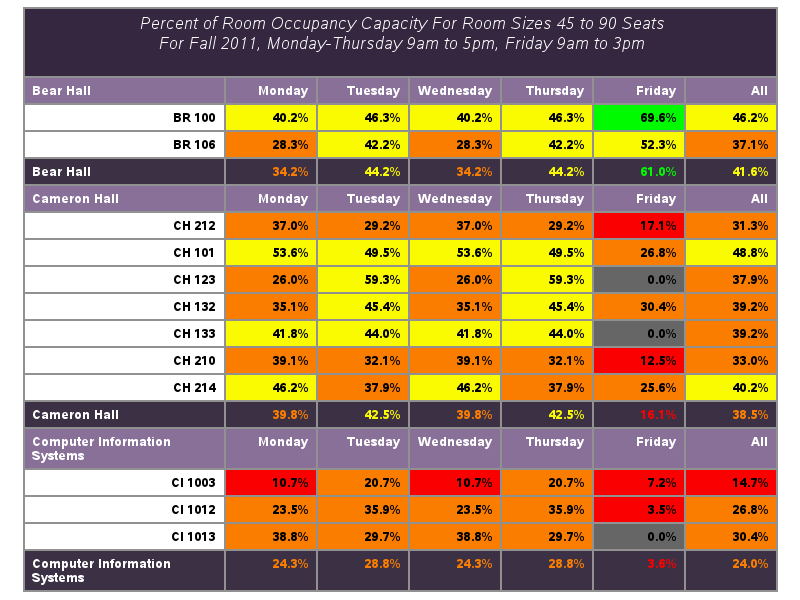 Percent of Room Occupancy Capacity For Room Sizes 45 to 90 Seats
For Fall 2011, Monday-Thursday 9am to 5pm, Friday 9am to 3pm
Bear Hall Monday Tuesday Wednesday Thursday Friday All
BR 100 40.2% 46.3% 40.2% 46.3% 69.6% 46.2%
BR 106 28.3% 42.2% 28.3% 42.2% 52.3% 37.1%
Bear Hall 34.2% 44.2% 34.2% 44.2% 61.0% 41.6%
Cameron Hall Monday Tuesday Wednesday Thursday Friday All
CH 212 37.0% 29.2% 37.0% 29.2% 17.1% 31.3%
CH 101 53.6% 49.5% 53.6% 49.5% 26.8% 48.8%
CH 123 26.0% 59.3% 26.0% 59.3% 0.0% 37.9%
CH 132 35.1% 45.4% 35.1% 45.4% 30.4% 39.2%
CH 133 41.8% 44.0% 41.8% 44.0% 0.0% 39.2%
CH 210 39.1% 32.1% 39.1% 32.1% 12.5% 33.0%
CH 214 46.2% 37.9% 46.2% 37.9% 25.6% 40.2%
Cameron Hall 39.8% 42.5% 39.8% 42.5% 16.1% 38.5%
Computer Information Monday Tuesday Wednesday Thursday Friday All
Systems
CI 1003 10.7% 20.7% 10.7% 20.7% 7.2% 14.7%
CI 1012 23.5% 35.9% 23.5% 35.9% 3.5% 26.8%
CI 1013 38.8% 29.7% 38.8% 29.7% 0.0% 30.4%
Computer Information 24.3% 28.8% 24.3% 28.8% 3.6% 24.0%
Systems